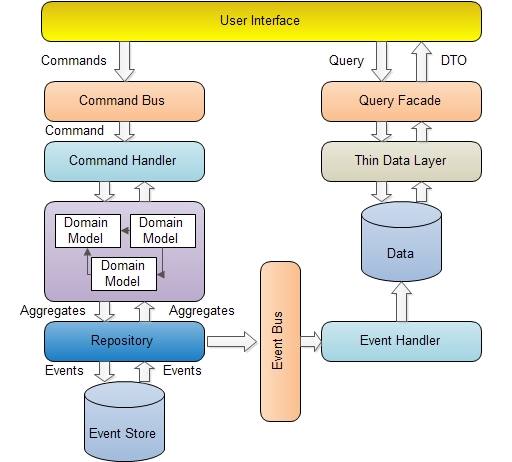 User Interface
Commands
Query
DTO
Command Bus
Query Facade
Command
Command Handler
Thin Data Layer
Domain
Model
Domain
Model
Domain
Model
Data
Aggregates
Aggregates
Repository
Event Bus
Event Handler
Events
Events
Event Store